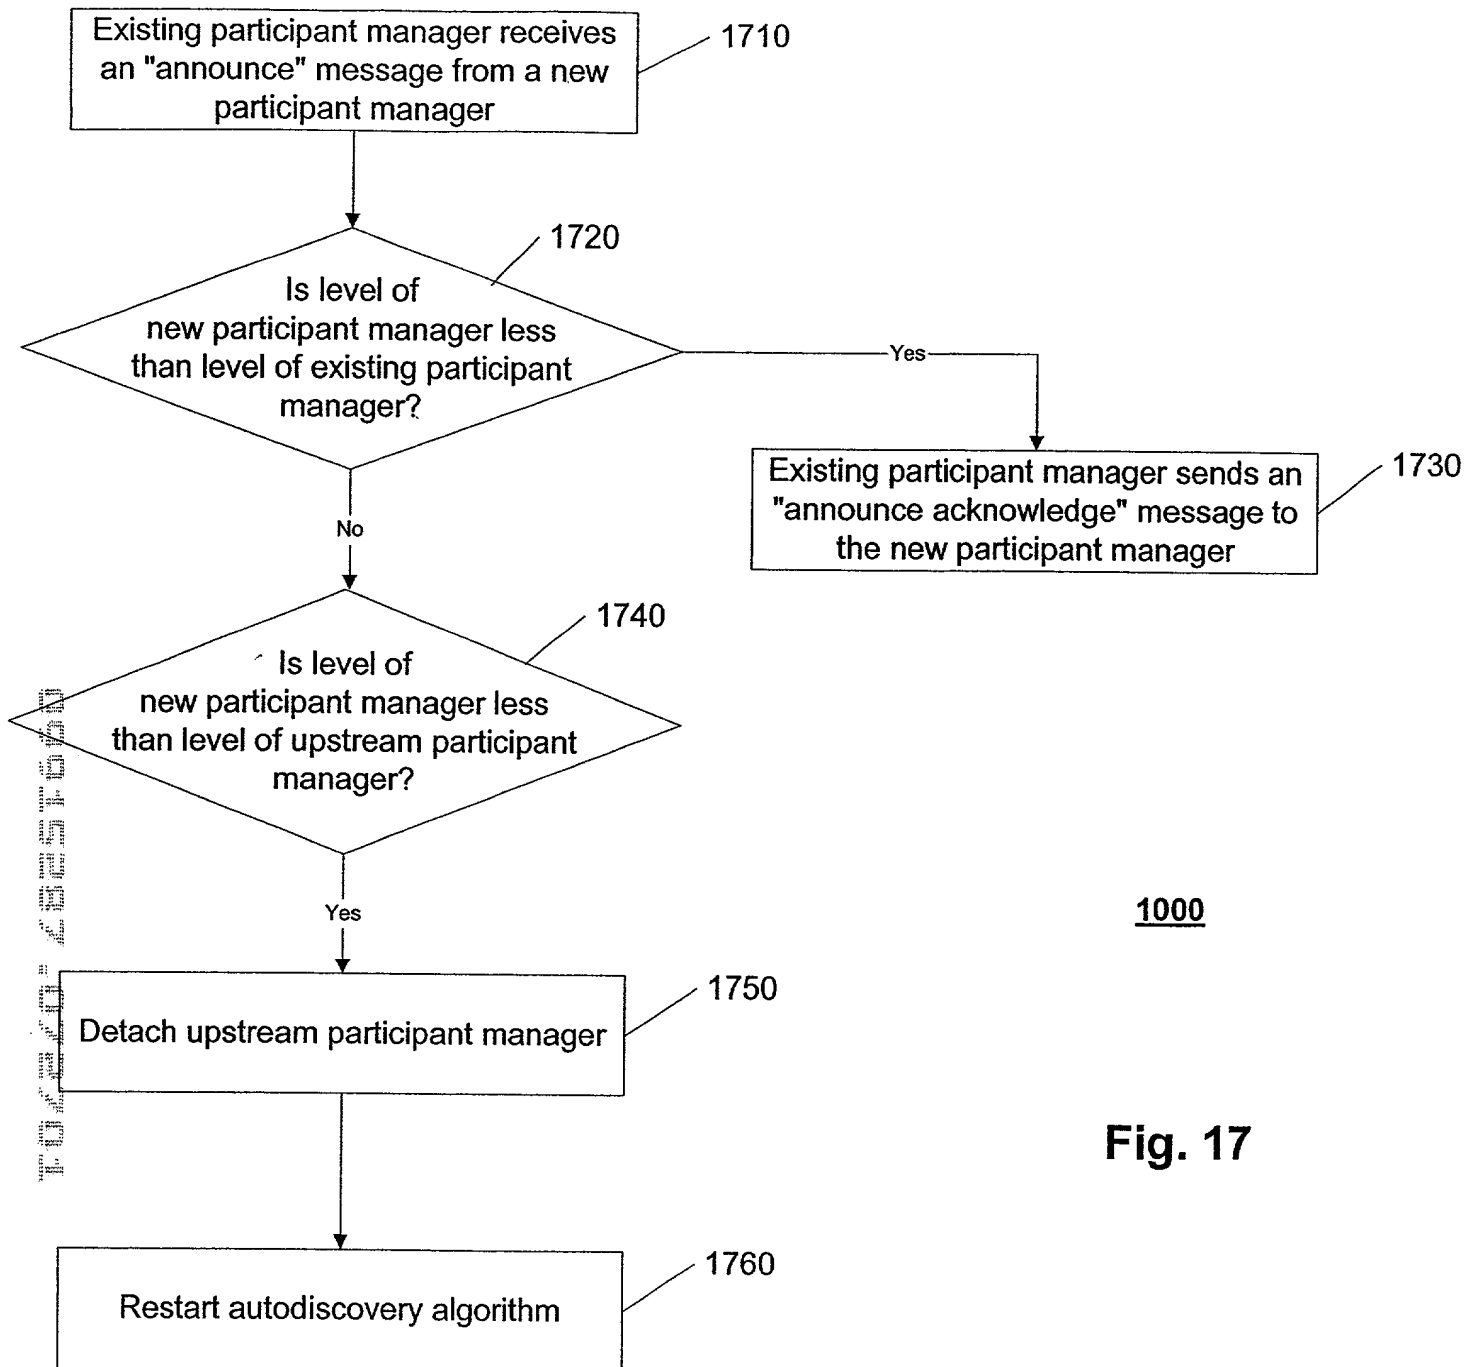 Existing participant manager receives
an "announce" message from a new
participant manager
1710
1720
Is level of
new participant manager less
than level of existing participant
manager?
Yes
Existing participant manager sends an
"announce acknowledge" message to
the new participant manager
1730
No
1740
Is level of
new participant manager less
than level of upstream participant
manager?
Yes
1000
1750
Detach upstream participant manager
Fig. 17
1760
Restart autodiscovery algorithm